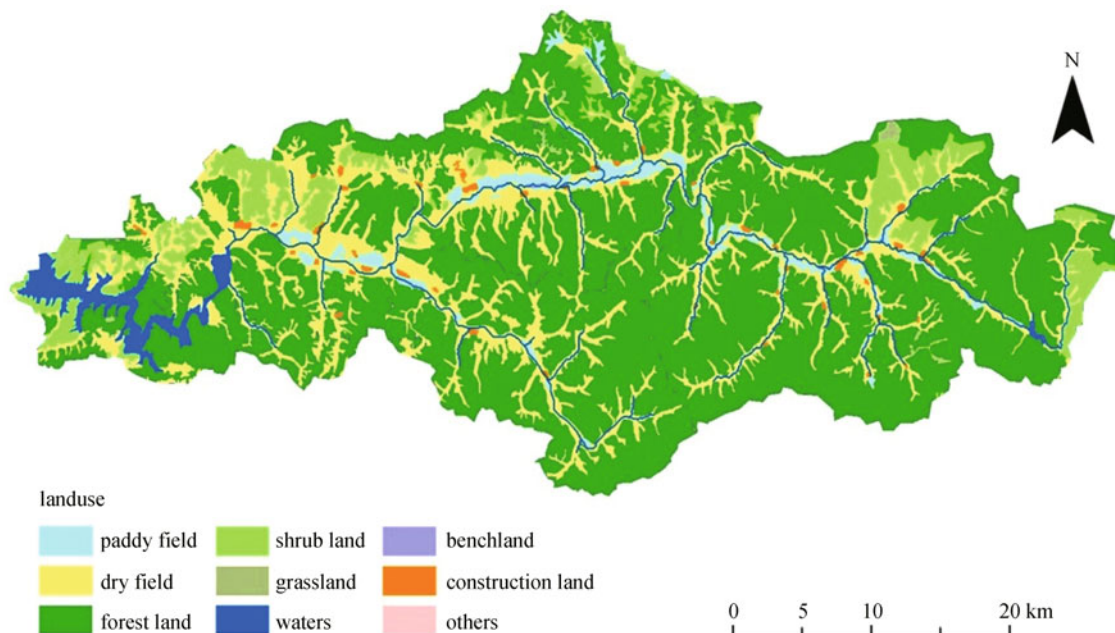 N
landuse
paddy field shrub land benchland
dry field grassland construction land
forest land waters others
0 5 10 20 km